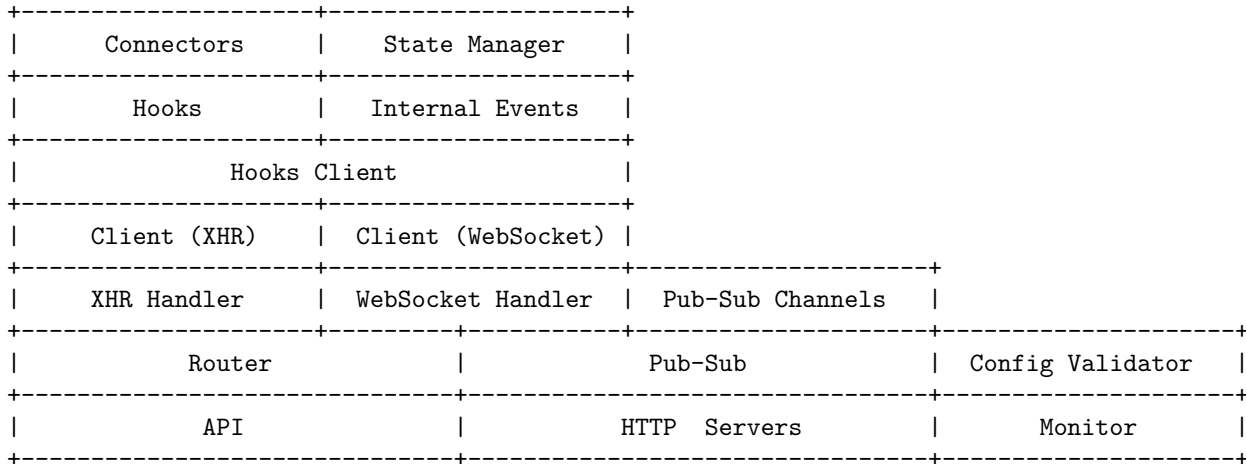 Connectors State Manager
Hooks Internal Events
Hooks Client
Client (XHR) Client (WebSocket)
XHR Handler WebSocket Handler Pub-Sub Channels
Router Pub-Sub Config Validator
API HTTP Servers Monitor